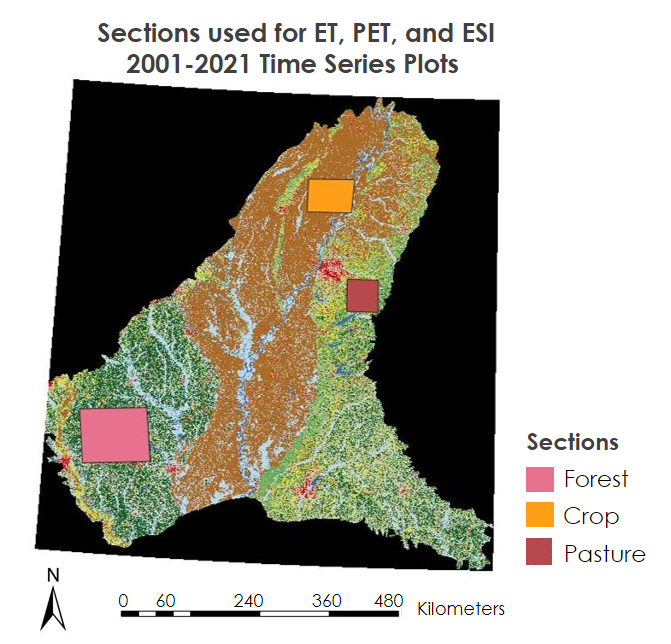 Sections used for ET, PET, and ESI
2001-2021 Time Series Plots
Sections
Forest
Crop
Pasture
N
0 60 240 360 480 Kilometers